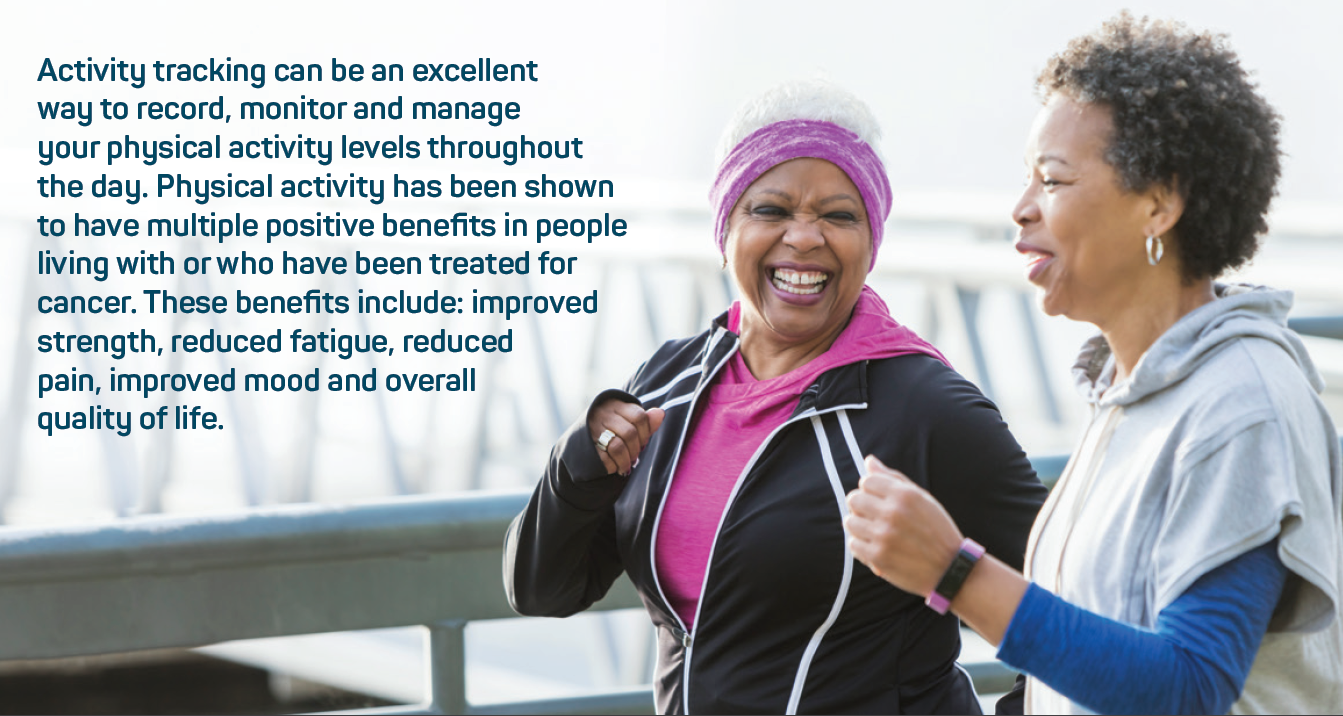 Activity tracking can be an excellent
way to record, monitor and manage
your physical activity levels throughout
the day. Physical activity has been shown
to have multiple positive benefits in people
living with or who have been treated for
cancer. These benefits include: improved
strength, reduced fatigue, reduced
pain, improved mood and overall
quality of life.